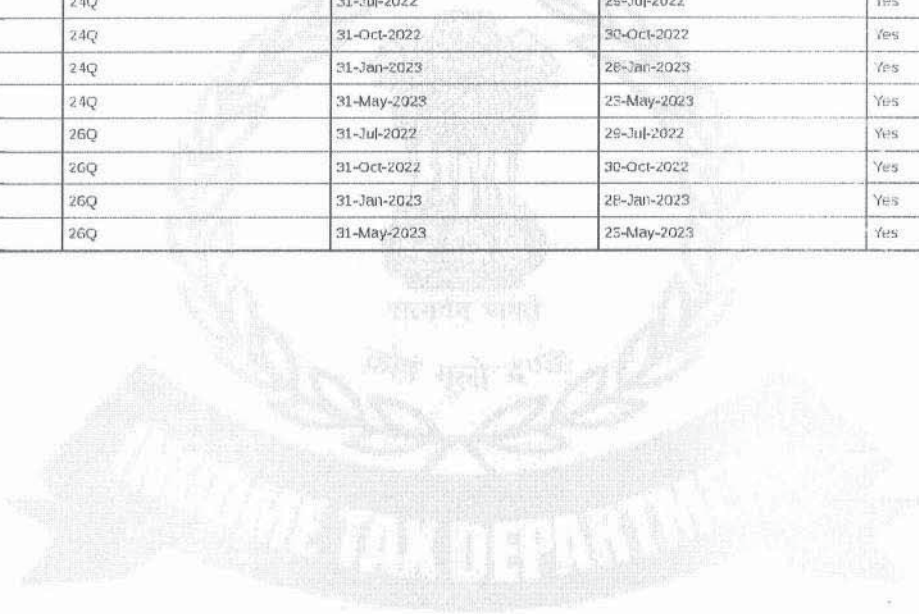 24Q 31-Jul-2022 29-Jul-2022 Yes
24Q 31-Oct-2022 30-Oct-2022 Yes
24Q 31-Jan-2023 28-Jan-2023 Yes
24Q 31-May-2023 23-May-2023 Yes
26Q 31-Jul-2022 29-Jul-2022 Yes
26Q 31-Oct-2022 30-Oct-2022 Yes
26Q 31-Jan-2023 28-Jan-2023 Yes
26Q 31-May-2023 25-May-2023 Yes
सत्यमेव जयते
INCOME TAX DEPARTM